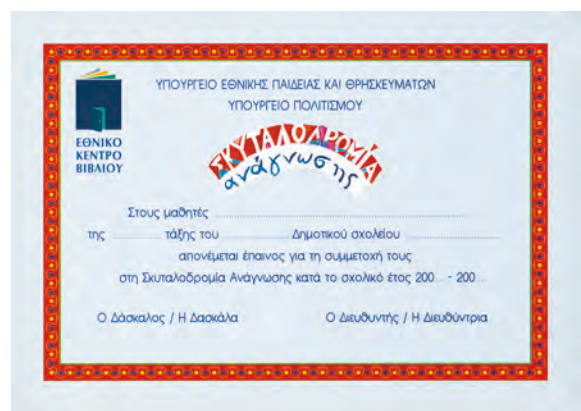 ΥΠΟΥΡΓΕΙΟ ΕΘΝΙΚΗΣ ΠΑΙΔΕΙΑΣ ΚΑΙ ΘΡΗΣΚΕΥΜΑΤΩΝ
ΥΠΟΥΡΓΕΙΟ ΠΟΛΙΤΙΣΜΟΥ
ΕΘΝΙΚΟ
ΚΕΝΤΡΟ
ΒΙΒΛΙΟΥ
ΣΚΥΤΑΛΟΔΡΟΜΙΑ
ανάγνωσης
Στους μαθητές ..........
της .......... τάξης του .......... Δημοτικού σχολείου ..........
απονέμεται έπαινος για τη συμμετοχή τους
στη Σκυταλοδρομία Ανάγνωσης κατά το σχολικό έτος 200 .. - 200 ..
Ο Δάσκαλος / Η Δασκάλα
Ο Διευθυντής / Η Διευθύντρια